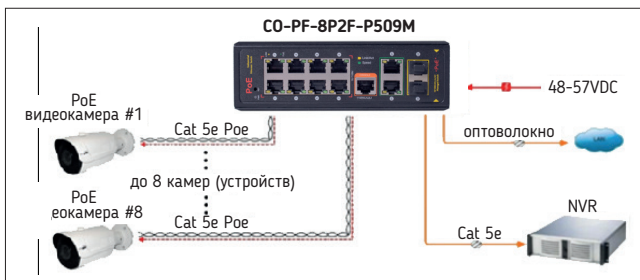 CO-PF-8P2F-P509M
PoE
PoE
видеокамера #1
48-57VDC
Cat 5e Poe
оптоволокно
LAN
до 8 камер (устройств)
PoE
еокамера #8
Cat 5e Poe
NVR
Cat 5e